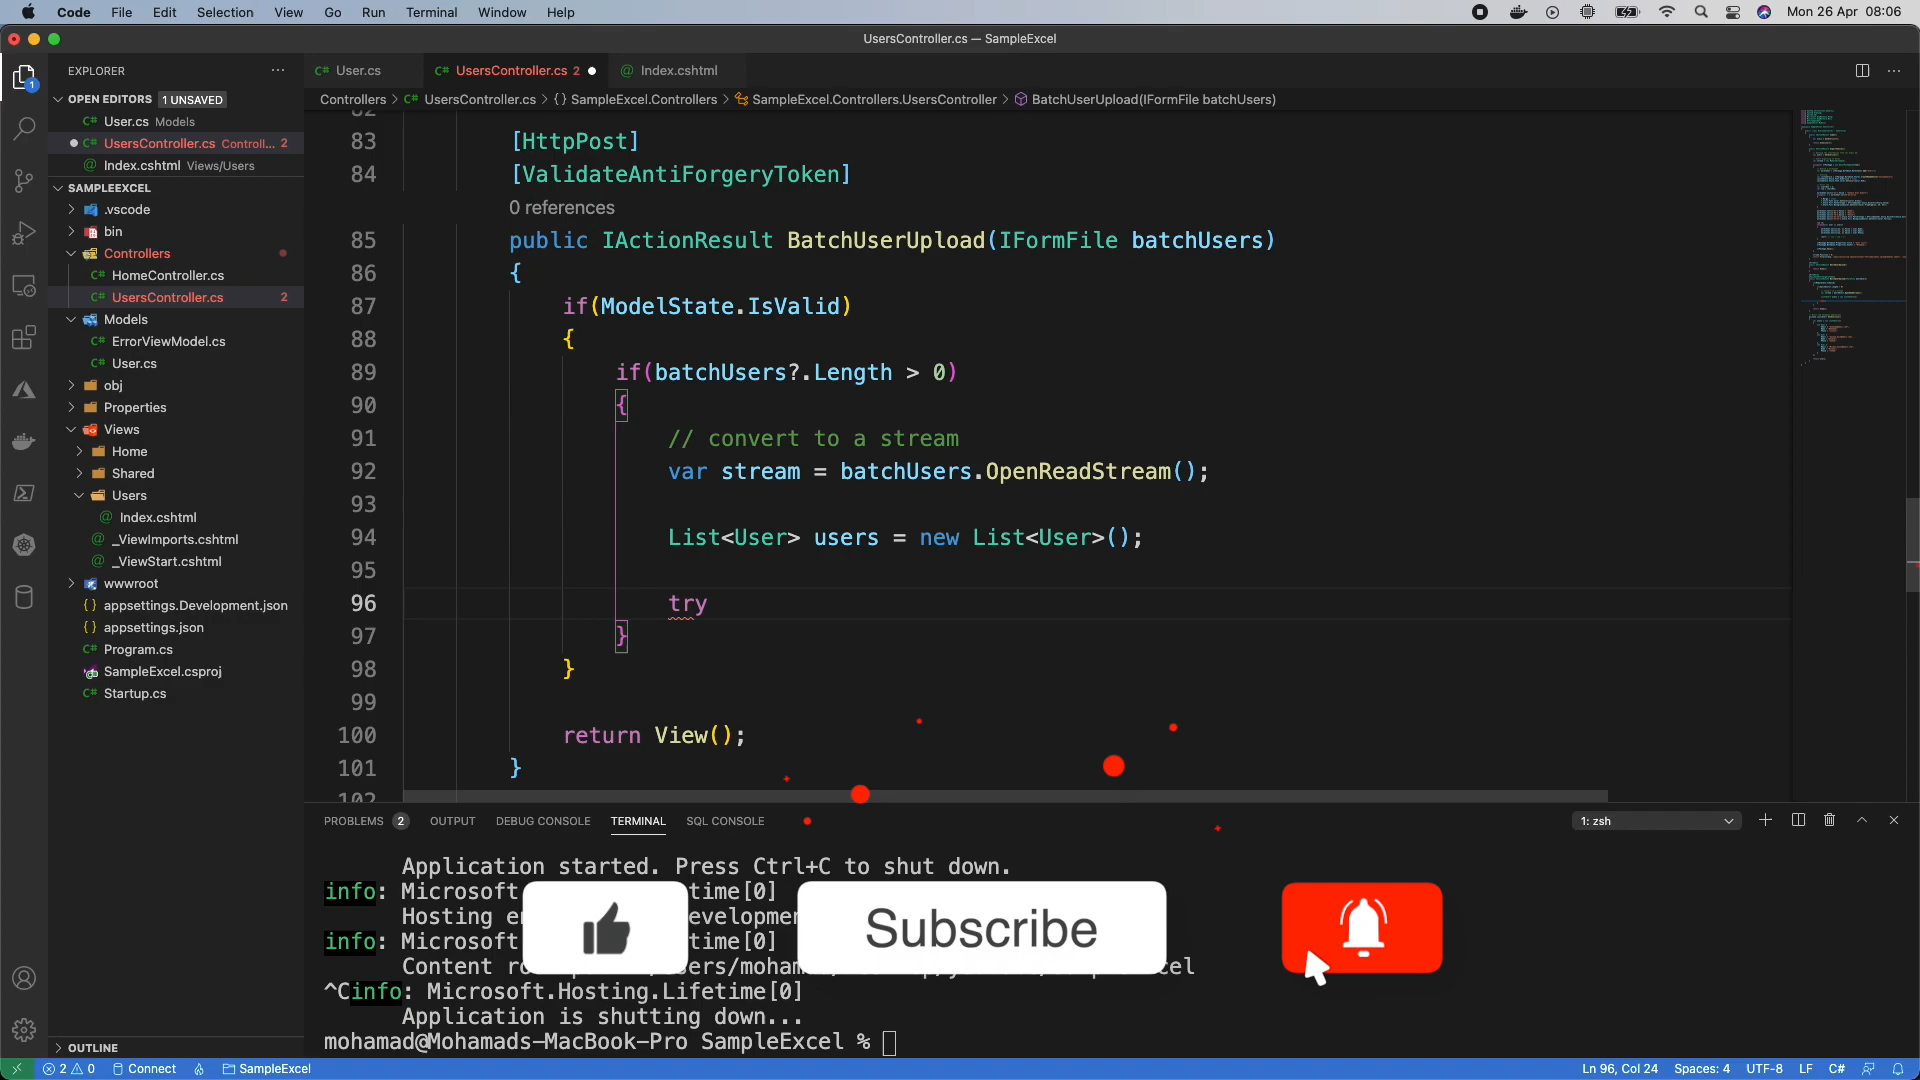 Code File Edit Selection View Go Run Terminal Window Help Mon 26 Apr 08:06
UsersController.cs — SampleExcel
EXPLORER
OPEN EDITORS 1 UNSAVED
User.cs Models
UsersController.cs Controll... 2
Index.cshtml Views/Users
SAMPLEEXCEL
.vscode
bin
Controllers
HomeController.cs
UsersController.cs 2
Models
ErrorViewModel.cs
User.cs
obj
Properties
Views
Home
Shared
Users
Index.cshtml
_ViewImports.cshtml
_ViewStart.cshtml
wwwroot
appsettings.Development.json
appsettings.json
Program.cs
SampleExcel.csproj
Startup.cs
OUTLINE
User.cs UsersController.cs 2 Index.cshtml
Controllers > UsersController.cs > {} SampleExcel.Controllers > SampleExcel.Controllers.UsersController > BatchUserUpload(IFormFile batchUsers)
82
83 [HttpPost]
84 [ValidateAntiForgeryToken]
0 references
85 public IActionResult BatchUserUpload(IFormFile batchUsers)
86 {
87 if(ModelState.IsValid)
88 {
89 if(batchUsers?.Length > 0)
90 {
91 // convert to a stream
92 var stream = batchUsers.OpenReadStream();
93
94 List<User> users = new List<User>();
95
96 try
97 }
98 }
99
100 return View();
101 }
102
PROBLEMS 2 OUTPUT DEBUG CONSOLE TERMINAL SQL CONSOLE 1: zsh
Application started. Press Ctrl+C to shut down.
info: Microsoft time[0]
Hosting
info: Microsoft time[0]
Content
^Cinfo: Microsoft.Hosting.Lifetime[0]
Application is shutting down...
mohamad@Mohamads-MacBook-Pro SampleExcel %
Subscribe
2 0 Connect SampleExcel Ln 96, Col 24 Spaces: 4 UTF-8 LF C#